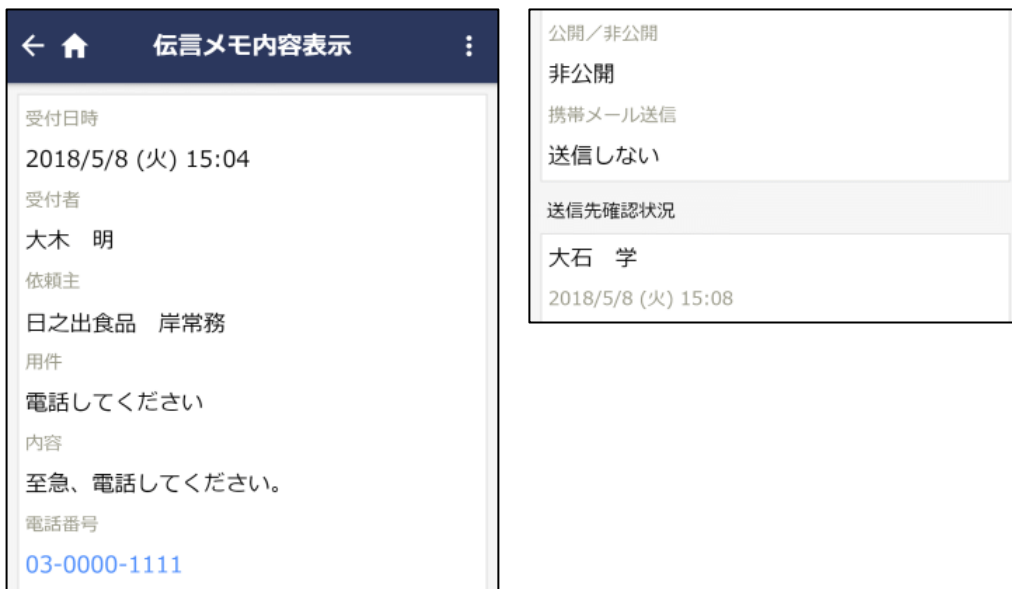 伝言メモ内容表示
受付日時
2018/5/8 (火) 15:04
受付者
大木　明
依頼主
日之出食品　岸常務
用件
電話してください
内容
至急、電話してください。
電話番号
03-0000-1111
公開／非公開
非公開
携帯メール送信
送信しない
送信先確認状況
大石　学
2018/5/8 (火) 15:08